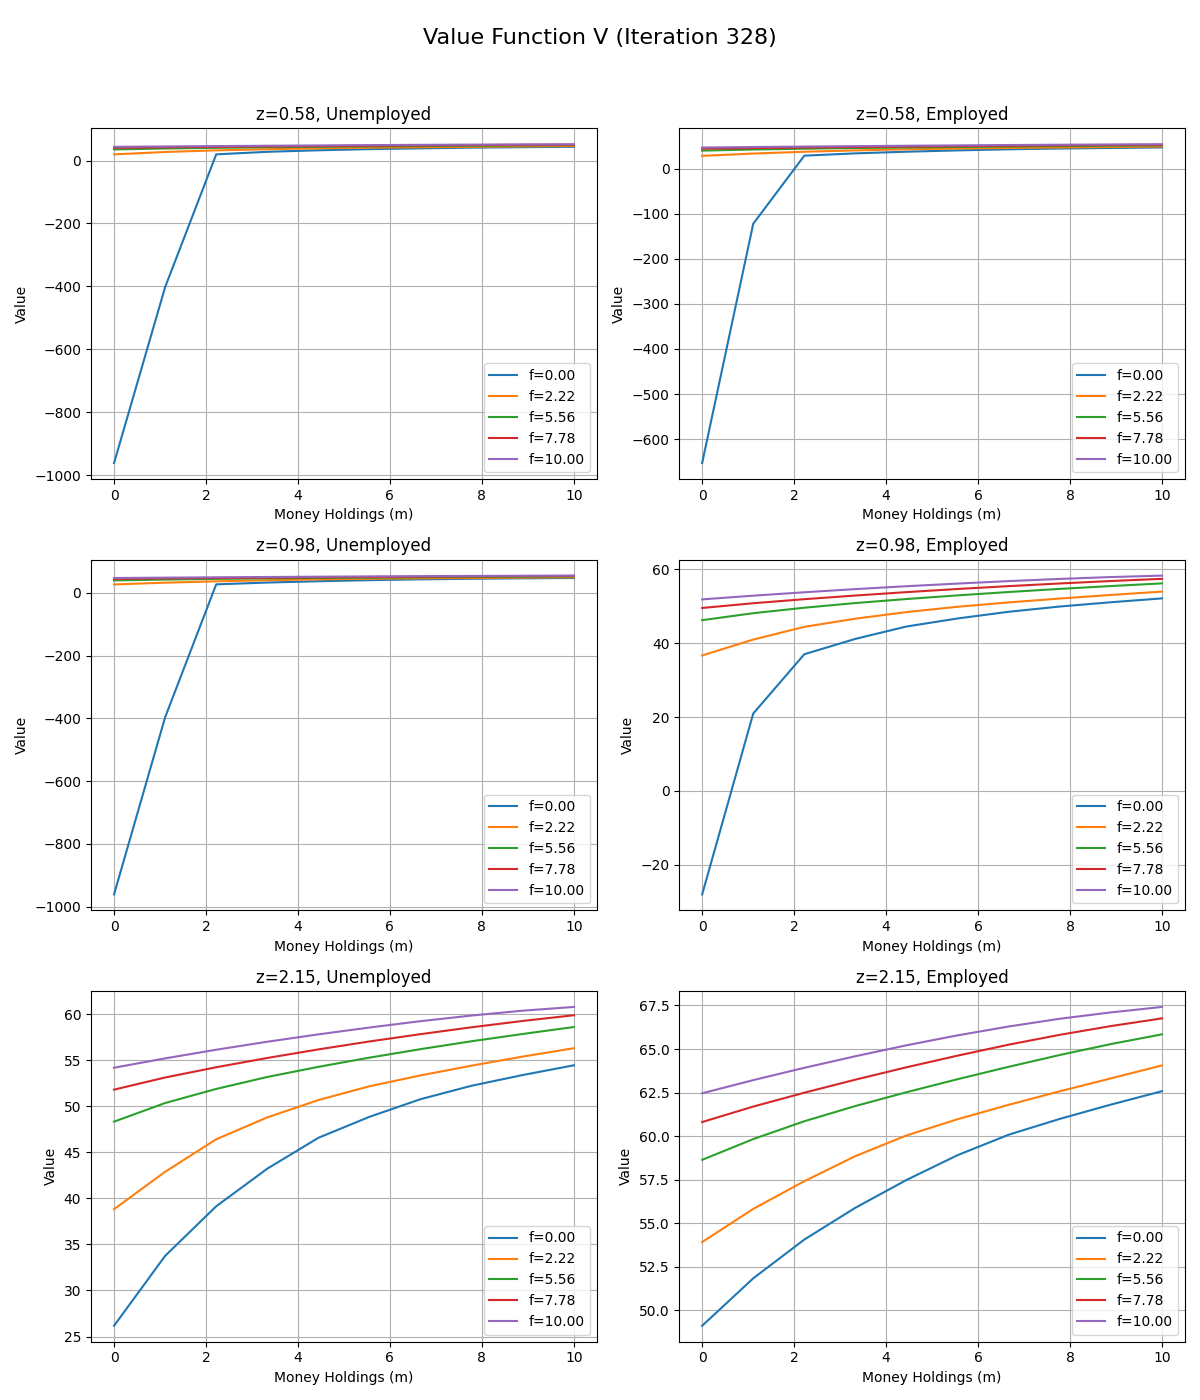 Value Function V (Iteration 328)
z=0.58, Unemployed
Value
0
−200
−400
−600
−800
−1000
0 2 4 6 8 10
Money Holdings (m)
f=0.00
f=2.22
f=5.56
f=7.78
f=10.00
z=0.58, Employed
Value
0
−100
−200
−300
−400
−500
−600
0 2 4 6 8 10
Money Holdings (m)
f=0.00
f=2.22
f=5.56
f=7.78
f=10.00
z=0.98, Unemployed
Value
0
−200
−400
−600
−800
−1000
0 2 4 6 8 10
Money Holdings (m)
f=0.00
f=2.22
f=5.56
f=7.78
f=10.00
z=0.98, Employed
Value
60
40
20
0
−20
0 2 4 6 8 10
Money Holdings (m)
f=0.00
f=2.22
f=5.56
f=7.78
f=10.00
z=2.15, Unemployed
Value
60
55
50
45
40
35
30
25
0 2 4 6 8 10
Money Holdings (m)
f=0.00
f=2.22
f=5.56
f=7.78
f=10.00
z=2.15, Employed
Value
67.5
65.0
62.5
60.0
57.5
55.0
52.5
50.0
0 2 4 6 8 10
Money Holdings (m)
f=0.00
f=2.22
f=5.56
f=7.78
f=10.00